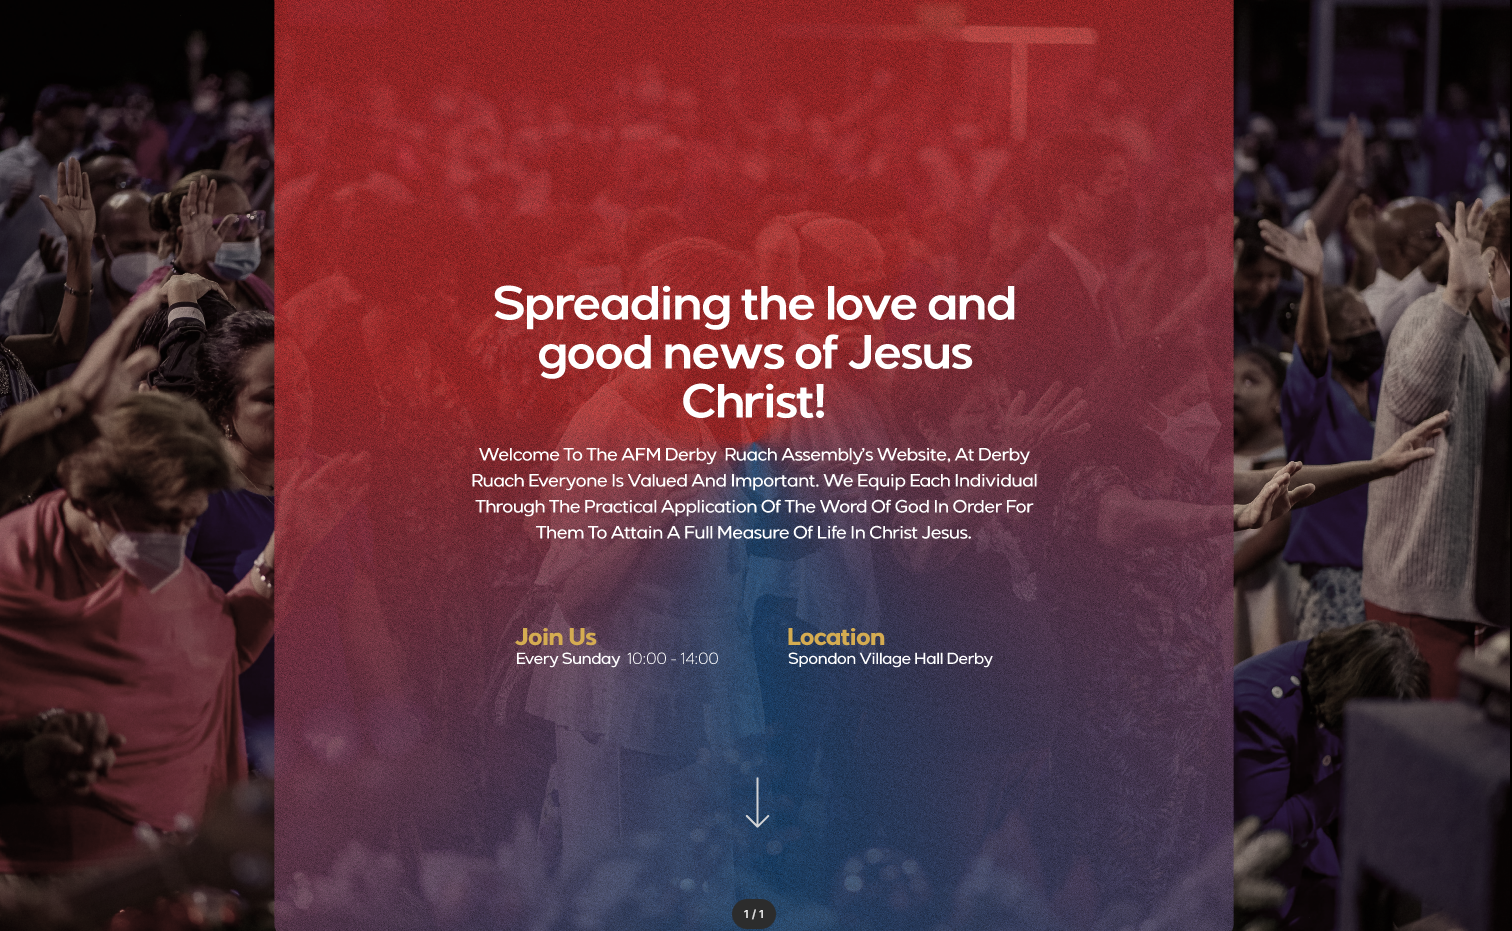 Spreading the love and
good news of Jesus
Christ!
Welcome To The AFM Derby  Ruach Assembly's Website, At Derby
Ruach Everyone Is Valued And Important. We Equip Each Individual
Through The Practical Application Of The Word Of God In Order For
Them To Attain A Full Measure Of Life In Christ Jesus.
Join Us
Every Sunday 10:00 - 14:00
Location
Spondon Village Hall Derby
1 / 1